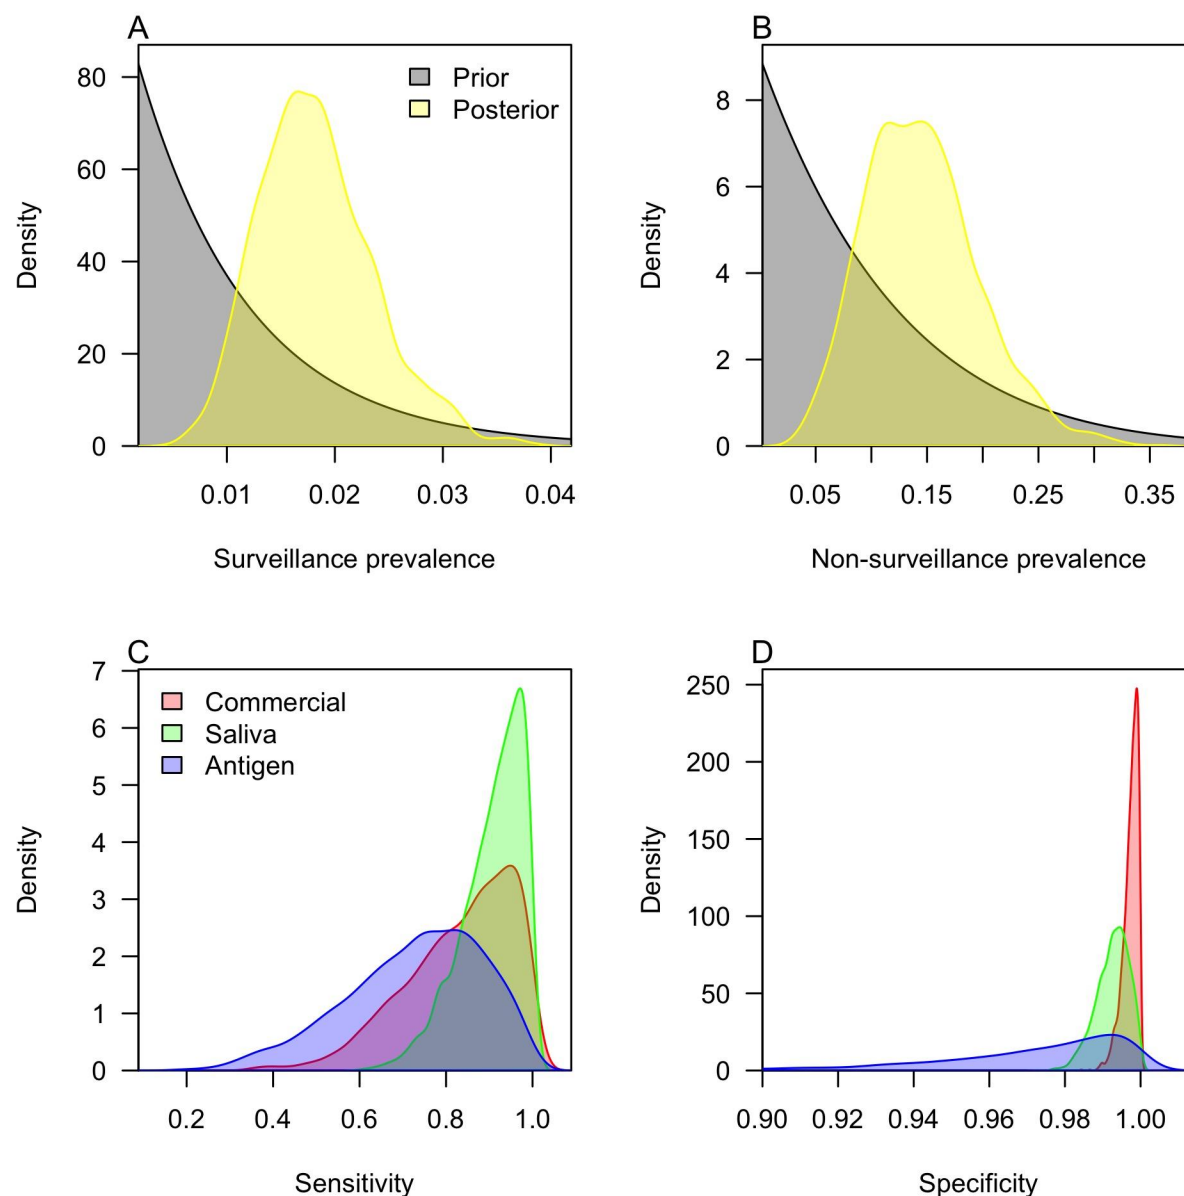 A
Density
80
60
40
20
0
Prior
Posterior
0.01 0.02 0.03 0.04
Surveillance prevalence
B
Density
8
6
4
2
0
0.05 0.15 0.25 0.35
Non-surveillance prevalence
C
Density
7
6
5
4
3
2
1
0
Commercial
Saliva
Antigen
0.2 0.4 0.6 0.8 1.0
Sensitivity
D
Density
250
200
150
100
50
0
0.90 0.92 0.94 0.96 0.98 1.00
Specificity